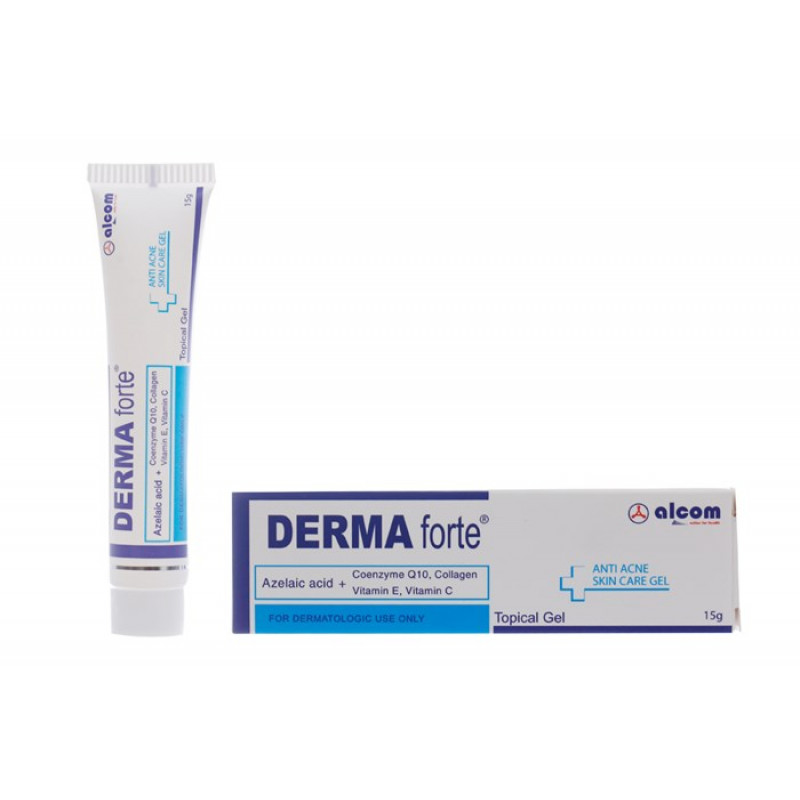 alcom
15g
ANTI ACNE
SKIN CARE GEL
Topical Gel
DERMA forte®
Azelaic acid +
Coenzyme Q10, Collagen
Vitamin E, Vitamin C
DERMA forte®
Azelaic acid +
Coenzyme Q10, Collagen
Vitamin E, Vitamin C
FOR DERMATOLOGIC USE ONLY
alcom
ANTI ACNE
SKIN CARE GEL
Topical Gel
15g